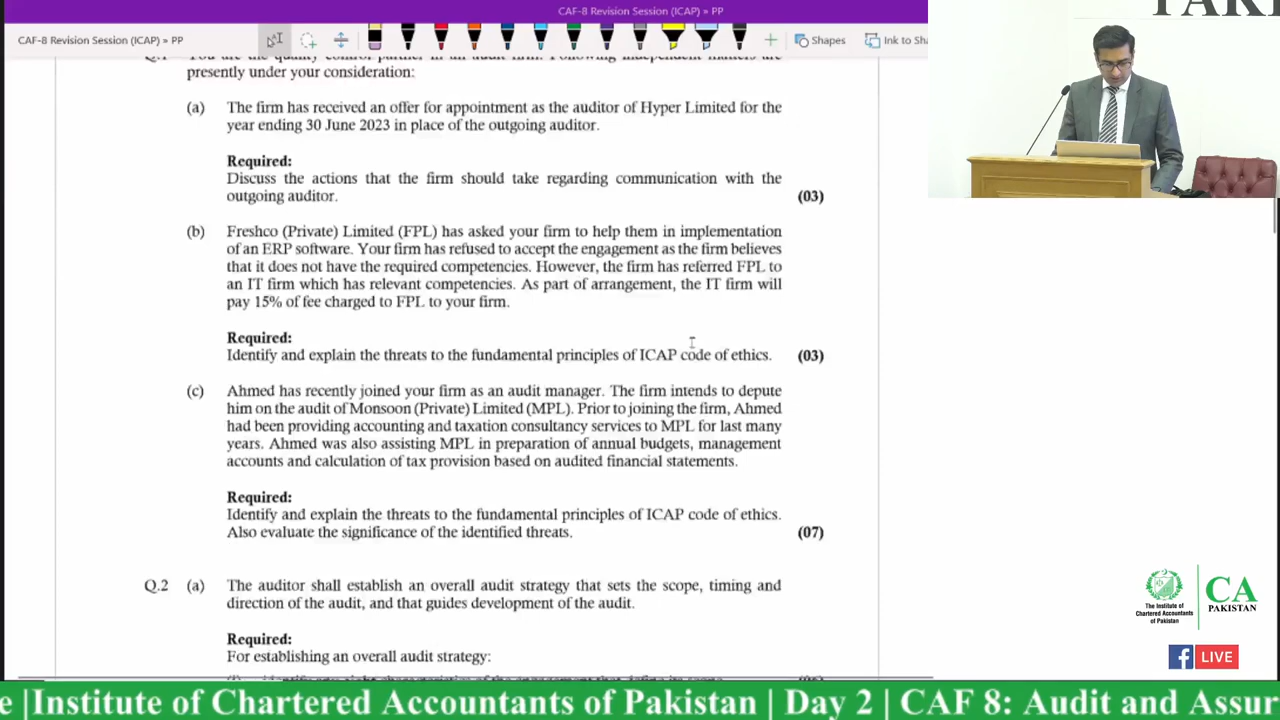 CAF-8 Revision Session (ICAP) » PP
CAF-8 Revision Session (ICAP) » PP
Shapes
Ink to Sha
Q.1 You are the quality control partner in an audit firm. Following independent matters are
presently under your consideration:
(a) The firm has received an offer for appointment as the auditor of Hyper Limited for the
year ending 30 June 2023 in place of the outgoing auditor.
Required:
Discuss the actions that the firm should take regarding communication with the
outgoing auditor. (03)
(b) Freshco (Private) Limited (FPL) has asked your firm to help them in implementation
of an ERP software. Your firm has refused to accept the engagement as the firm believes
that it does not have the required competencies. However, the firm has referred FPL to
an IT firm which has relevant competencies. As part of arrangement, the IT firm will
pay 15% of fee charged to FPL to your firm.
Required:
Identify and explain the threats to the fundamental principles of ICAP code of ethics. (03)
(c) Ahmed has recently joined your firm as an audit manager. The firm intends to depute
him on the audit of Monsoon (Private) Limited (MPL). Prior to joining the firm, Ahmed
had been providing accounting and taxation consultancy services to MPL for last many
years. Ahmed was also assisting MPL in preparation of annual budgets, management
accounts and calculation of tax provision based on audited financial statements.
Required:
Identify and explain the threats to the fundamental principles of ICAP code of ethics.
Also evaluate the significance of the identified threats. (07)
Q.2 (a) The auditor shall establish an overall audit strategy that sets the scope, timing and
direction of the audit, and that guides development of the audit.
Required:
For establishing an overall audit strategy:
The Institute of
Chartered Accountants
of Pakistan
CA
PAKISTAN
LIVE
e |Institute of Chartered Accountants of Pakistan | Day 2 | CAF 8: Audit and Assur